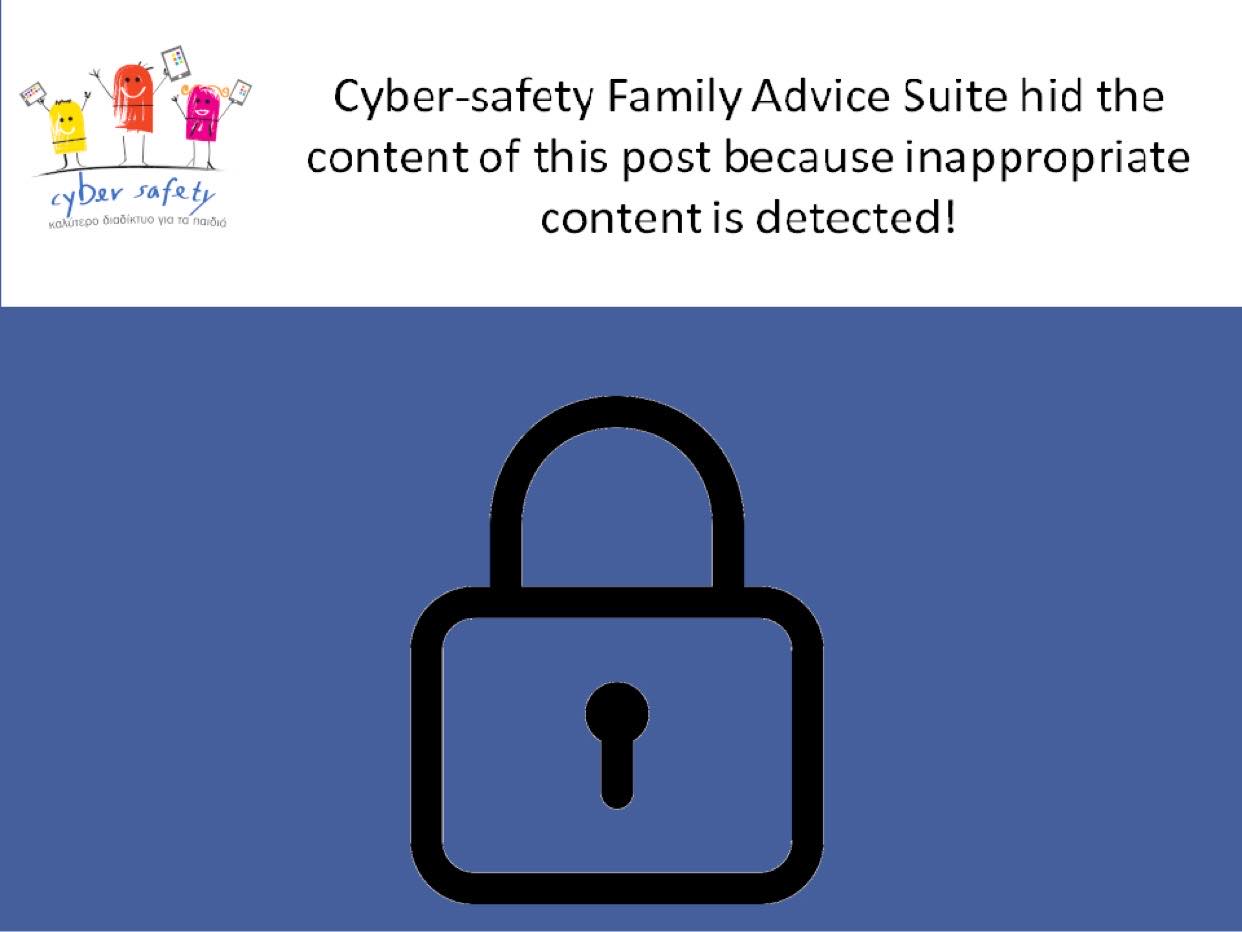 Cyber-safety Family Advice Suite hid the
content of this post because inappropriate
content is detected!
cyber safety
καλύτερο διαδίκτυο για τα παιδιά